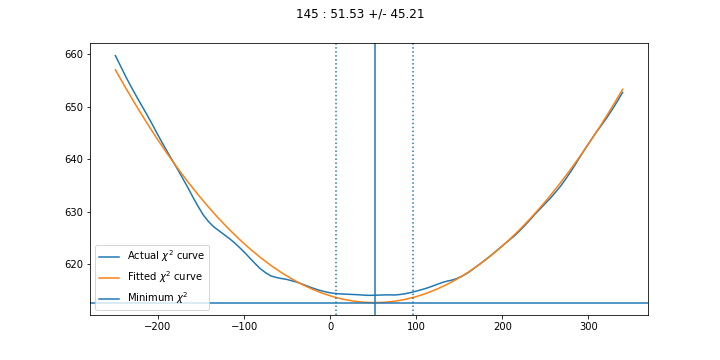 145 : 51.53 +/- 45.21
660
650
640
630
620
Actual χ² curve
Fitted χ² curve
Minimum χ²
−200 −100 0 100 200 300